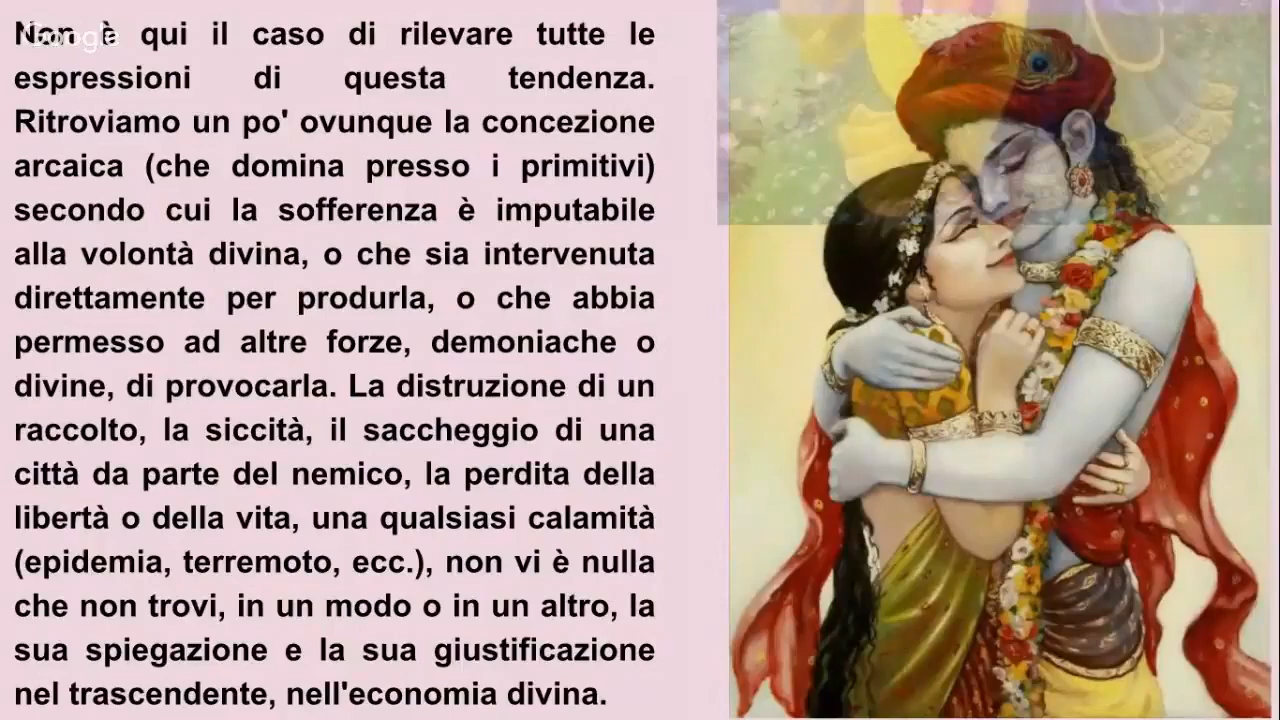 Non è qui il caso di rilevare tutte le
espressioni di questa tendenza.
Ritroviamo un po' ovunque la concezione
arcaica (che domina presso i primitivi)
secondo cui la sofferenza è imputabile
alla volontà divina, o che sia intervenuta
direttamente per produrla, o che abbia
permesso ad altre forze, demoniache o
divine, di provocarla. La distruzione di un
raccolto, la siccità, il saccheggio di una
città da parte del nemico, la perdita della
libertà o della vita, una qualsiasi calamità
(epidemia, terremoto, ecc.), non vi è nulla
che non trovi, in un modo o in un altro, la
sua spiegazione e la sua giustificazione
nel trascendente, nell'economia divina.
Google